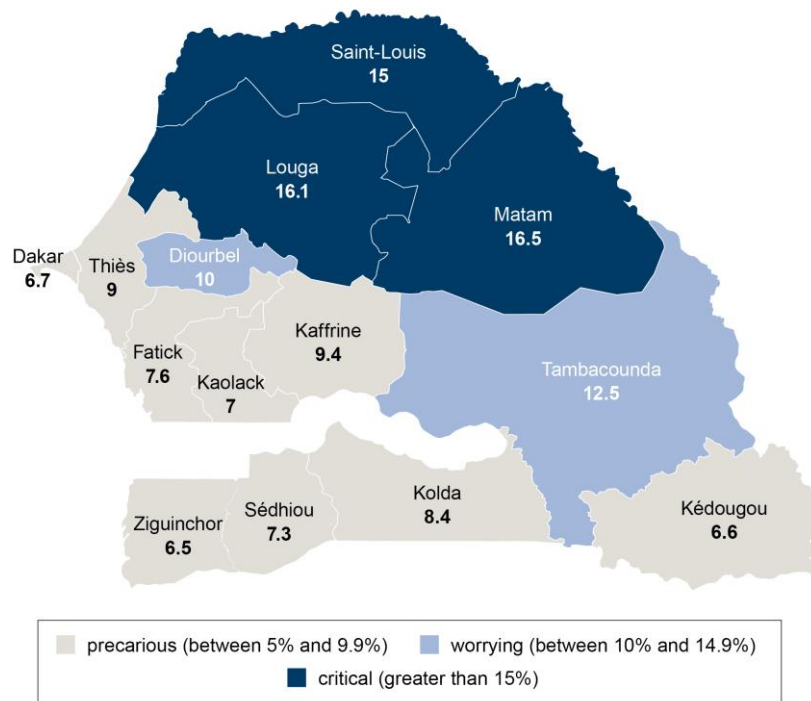 Saint-Louis
15
Louga
16.1
Matam
16.5
Dakar
6.7
Thiès
9
Diourbel
10
Fatick
7.6
Kaolack
7
Kaffrine
9.4
Tambacounda
12.5
Ziguinchor
6.5
Sédhiou
7.3
Kolda
8.4
Kédougou
6.6
precarious (between 5% and 9.9%)
worrying (between 10% and 14.9%)
critical (greater than 15%)